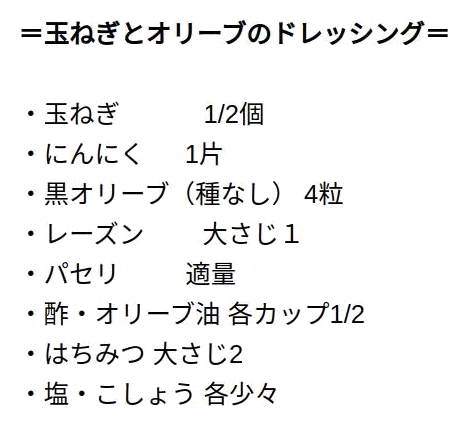 ＝玉ねぎとオリーブのドレッシング＝
・玉ねぎ　　　1/2個
・にんにく　 1片
・黒オリーブ（種なし） 4粒
・レーズン　　 大さじ１
・パセリ　　 適量
・酢・オリーブ油 各カップ1/2
・はちみつ 大さじ2
・塩・こしょう 各少々